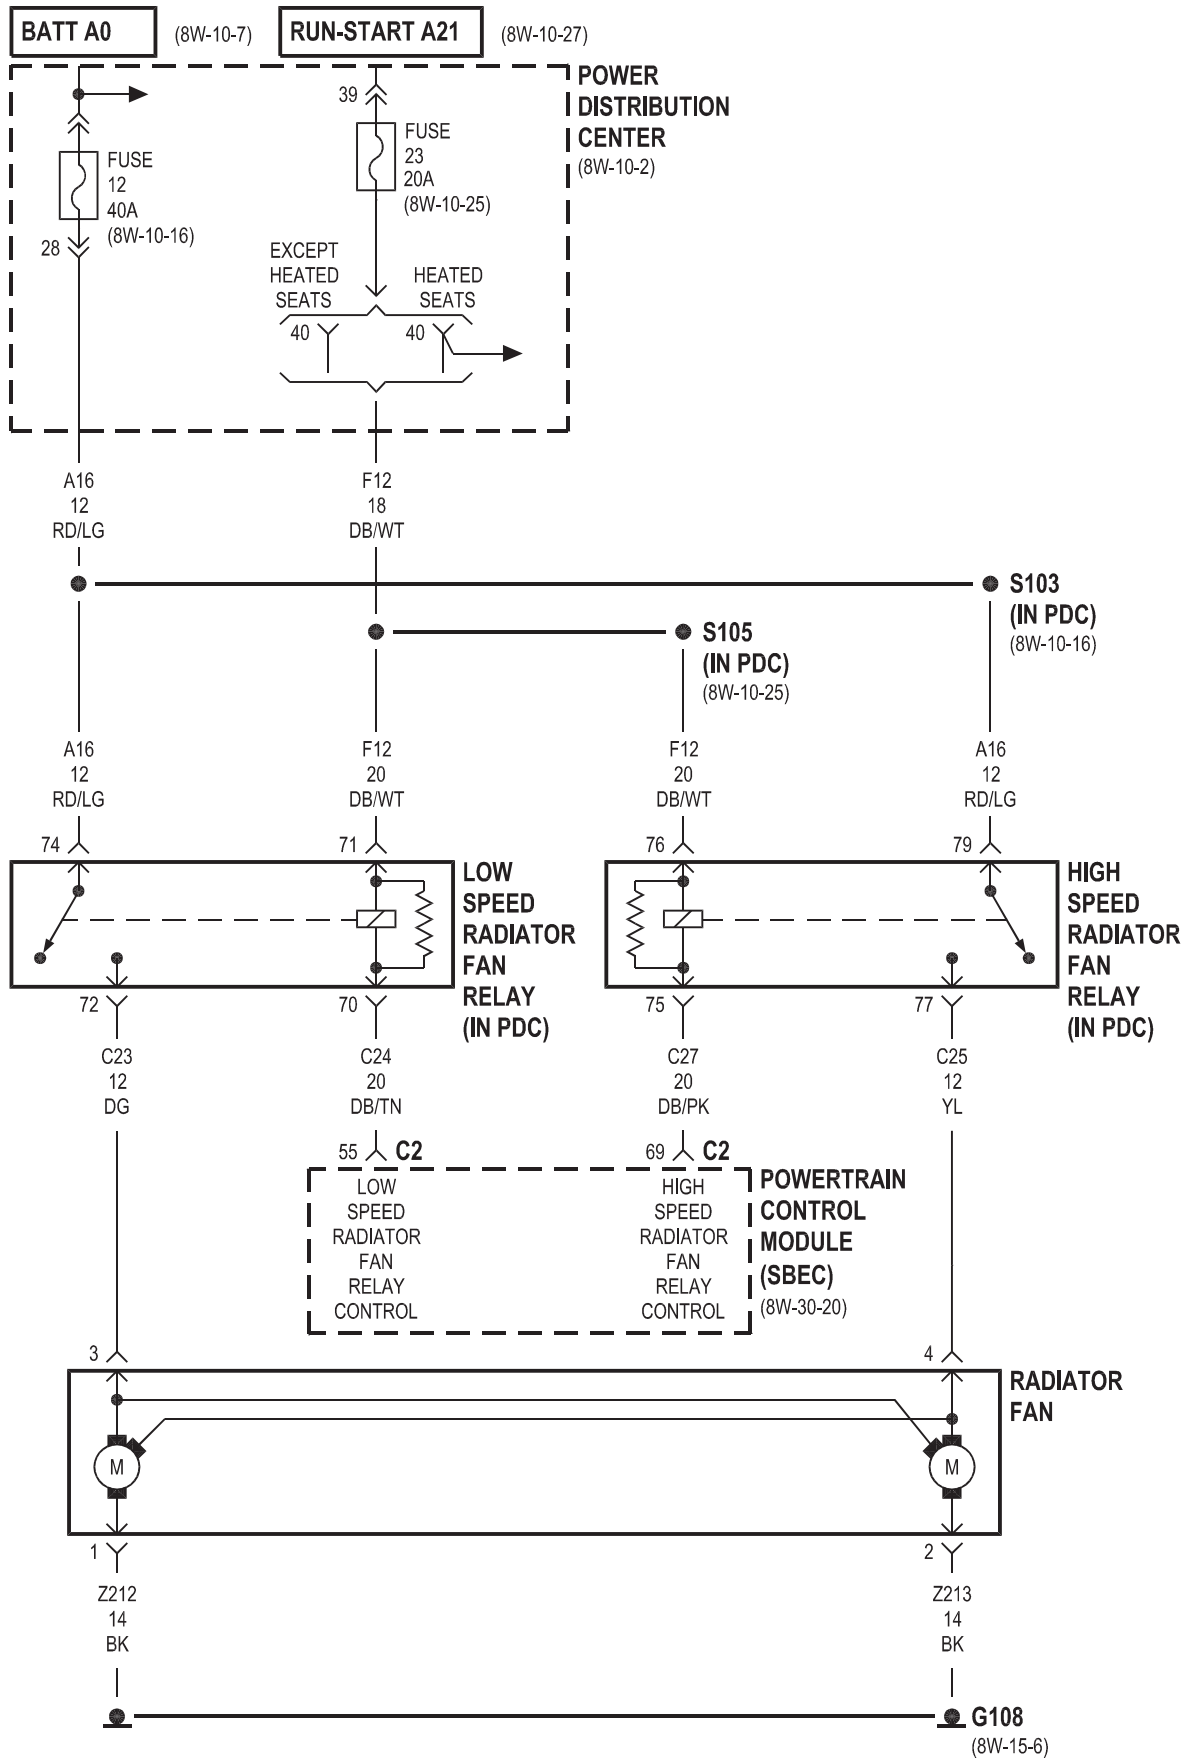 BATT A0
(8W-10-7)
RUN-START A21
(8W-10-27)
POWER
DISTRIBUTION
CENTER
(8W-10-2)
39
FUSE
23
20A
(8W-10-25)
FUSE
12
40A
(8W-10-16)
28
EXCEPT
HEATED
SEATS
HEATED
SEATS
40
40
A16
12
RD/LG
F12
18
DB/WT
S103
(IN PDC)
(8W-10-16)
S105
(IN PDC)
(8W-10-25)
A16
12
RD/LG
F12
20
DB/WT
F12
20
DB/WT
A16
12
RD/LG
74
71
76
79
LOW
SPEED
RADIATOR
FAN
RELAY
(IN PDC)
HIGH
SPEED
RADIATOR
FAN
RELAY
(IN PDC)
72
70
75
77
C23
12
DG
C24
20
DB/TN
C27
20
DB/PK
C25
12
YL
55
C2
69
C2
LOW
SPEED
RADIATOR
FAN
RELAY
CONTROL
HIGH
SPEED
RADIATOR
FAN
RELAY
CONTROL
POWERTRAIN
CONTROL
MODULE
(SBEC)
(8W-30-20)
3
4
RADIATOR
FAN
M
M
1
2
Z212
14
BK
Z213
14
BK
G108
(8W-15-6)